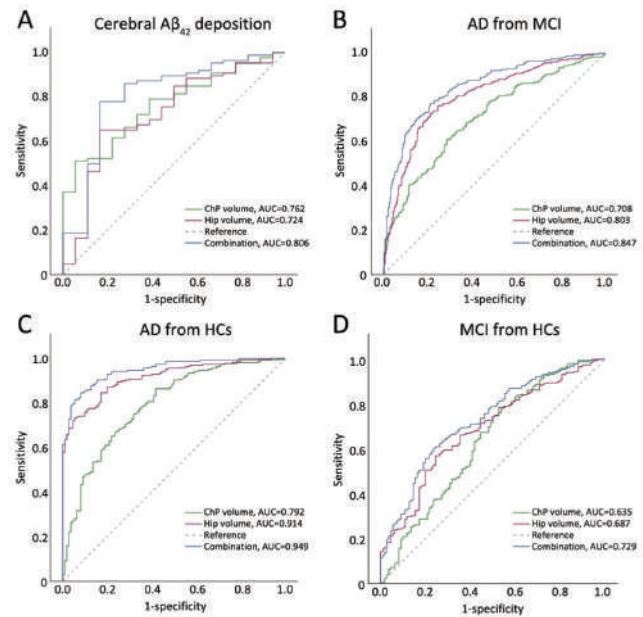 A
Cerebral Aβ42 deposition
1.0
0.8
0.6
0.4
0.2
0
Sensitivity
ChP volume, AUC=0.762
Hip volume, AUC=0.724
Reference
Combination, AUC=0.806
0.0 0.2 0.4 0.6 0.8 1.0
1-specificity
B
AD from MCI
1.0
0.8
0.6
0.4
0.2
0
Sensitivity
ChP volume, AUC=0.708
Hip volume, AUC=0.803
Reference
Combination, AUC=0.847
0.0 0.2 0.4 0.6 0.8 1.0
1-specificity
C
AD from HCs
1.0
0.8
0.6
0.4
0.2
0
Sensitivity
ChP volume, AUC=0.792
Hip volume, AUC=0.914
Reference
Combination, AUC=0.949
0.0 0.2 0.4 0.6 0.8 1.0
1-specificity
D
MCI from HCs
1.0
0.8
0.6
0.4
0.2
0
Sensitivity
ChP volume, AUC=0.635
Hip volume, AUC=0.687
Reference
Combination, AUC=0.729
0.0 0.2 0.4 0.6 0.8 1.0
1-specificity